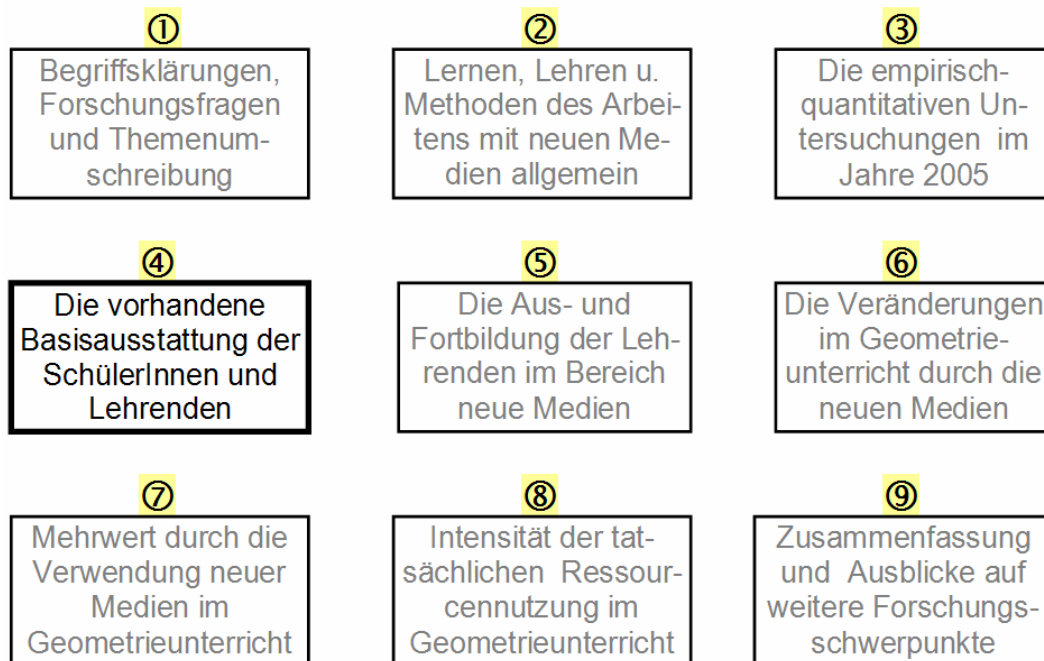 ①
Begriffsklärungen,
Forschungsfragen
und Themenum-
schreibung
②
Lernen, Lehren u.
Methoden des Arbei-
tens mit neuen Me-
dien allgemein
③
Die empirisch-
quantitativen Un-
tersuchungen im
Jahre 2005
④
Die vorhandene
Basisausstattung der
SchülerInnen und
Lehrenden
⑤
Die Aus- und
Fortbildung der Leh-
renden im Bereich
neue Medien
⑥
Die Veränderungen
im Geometrie-
unterricht durch die
neuen Medien
⑦
Mehrwert durch die
Verwendung neuer
Medien im
Geometrieunterricht
⑧
Intensität der tat-
sächlichen Ressour-
cennutzung im
Geometrieunterricht
⑨
Zusammenfassung
und Ausblicke auf
weitere Forschungs-
schwerpunkte